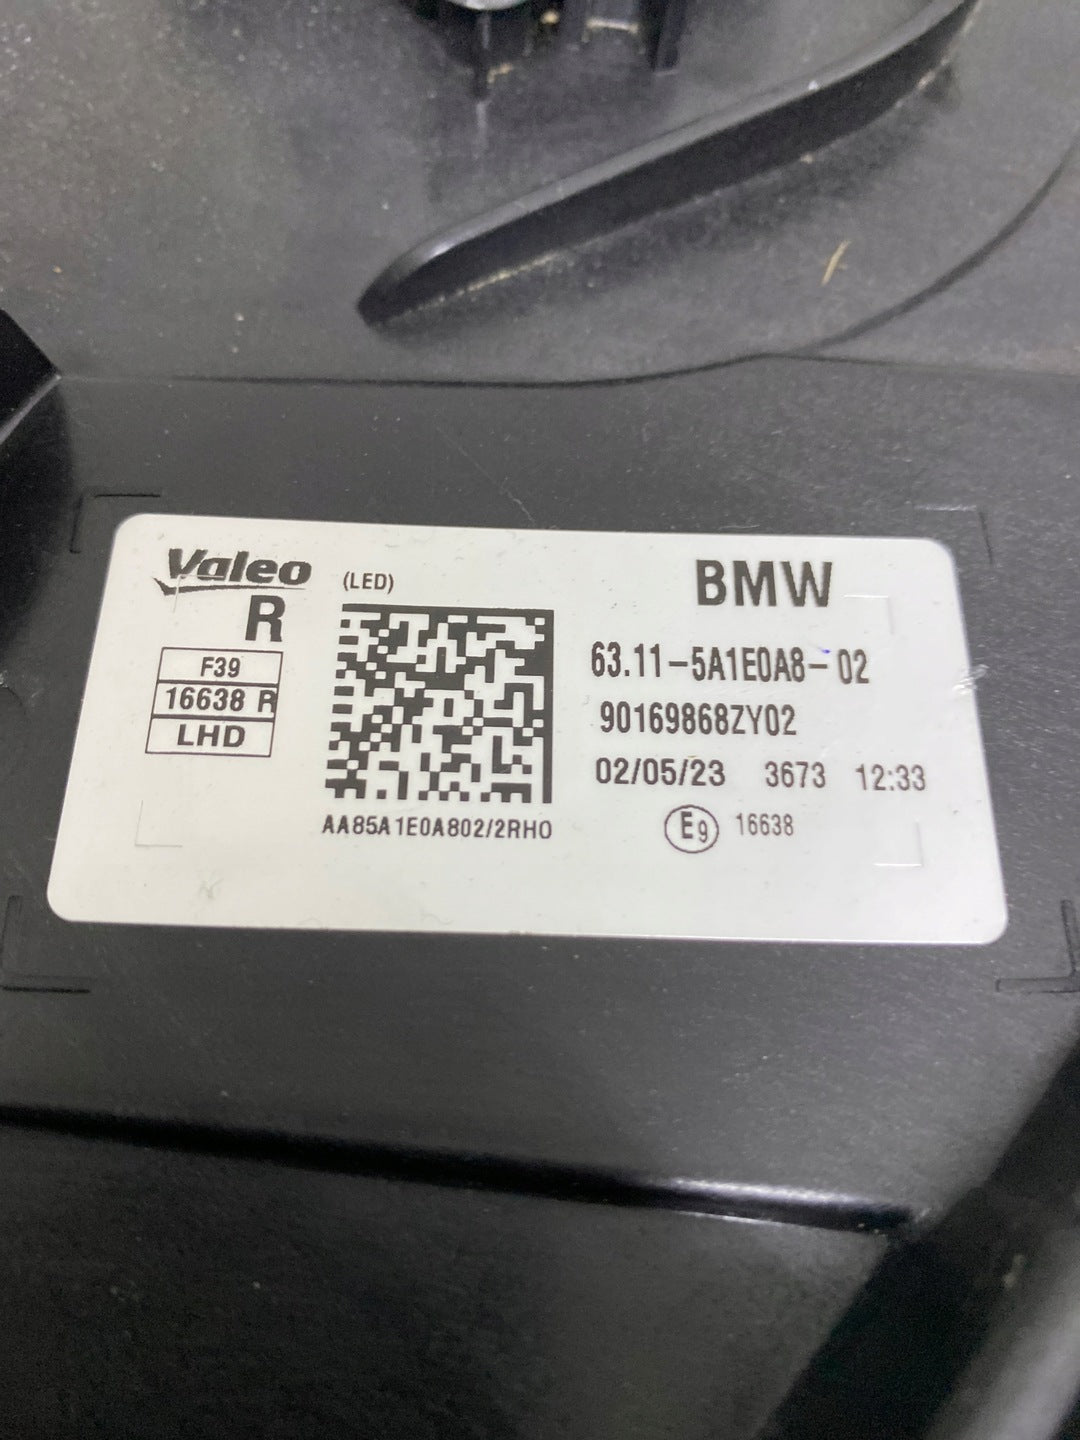 Valeo
(LED)
R
F39
16638 R
LHD
AA85A1E0A802/2RH0
BMW
63.11-5A1E0A8-02
90169868ZY02
02/05/23 3673 12:33
E9 16638